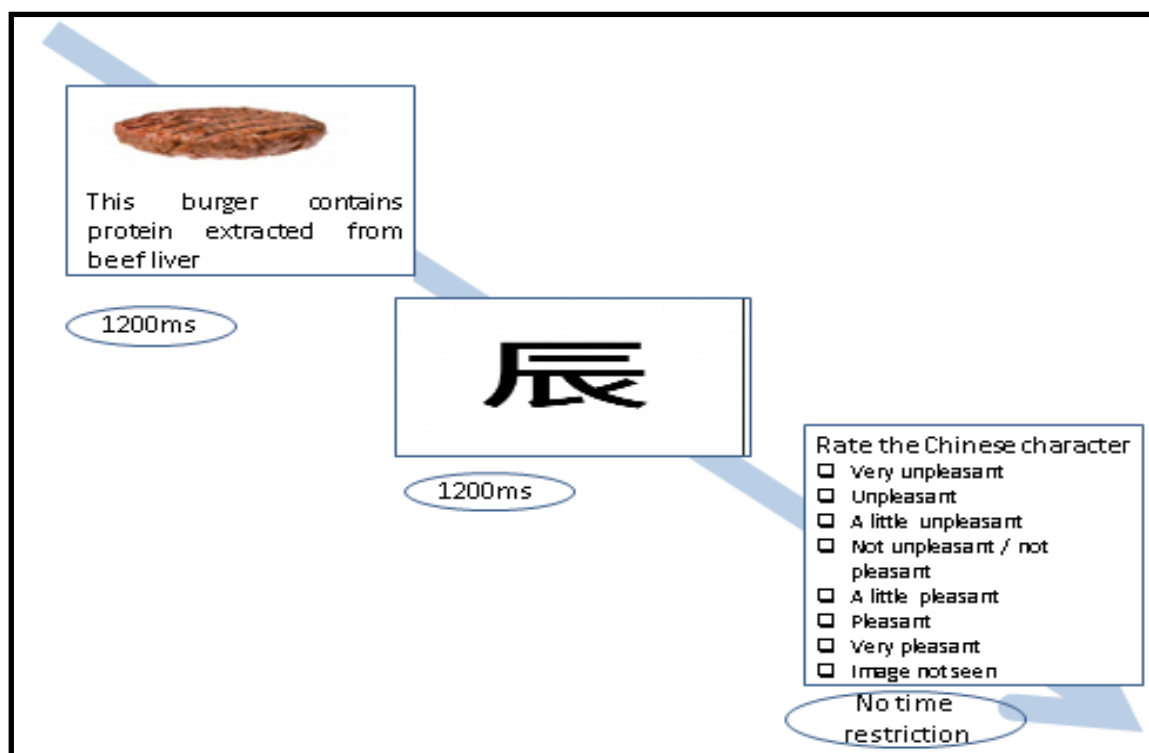 This burger contains
protein extracted from
beef liver
1200ms
辰
1200ms
Rate the Chinese character
❑ Very unpleasant
❑ Unpleasant
❑ A little unpleasant
❑ Not unpleasant / not
pleasant
❑ A little pleasant
❑ Pleasant
❑ Very pleasant
❑ Image not seen
No time
restriction